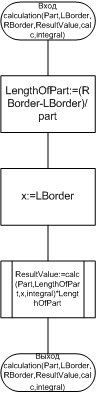 Вход
calculation(Part,LBorder,
RBorder,ResultValue,cal
c,integral)
LengthOfPart:=(R
Border-LBorder)/
part
x:=LBorder
ResultValue:=calc
(Part,LengthOfPar
t,x,integral)*Lengt
hOfPart
Выход
calculation(Part,LBorder,
RBorder,ResultValue,calc
,integral)